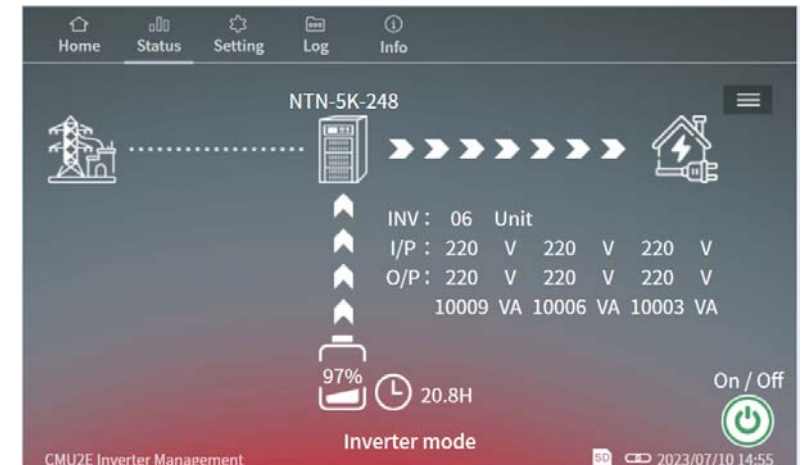 Home Status Setting Log Info
NTN-5K-248
INV : 06 Unit
I/P : 220 V 220 V 220 V
O/P : 220 V 220 V 220 V
10009 VA 10006 VA 10003 VA
97%
20.8H
On / Off
Inverter mode
CMU2E Inverter Management
SD
2023/07/10 14:55